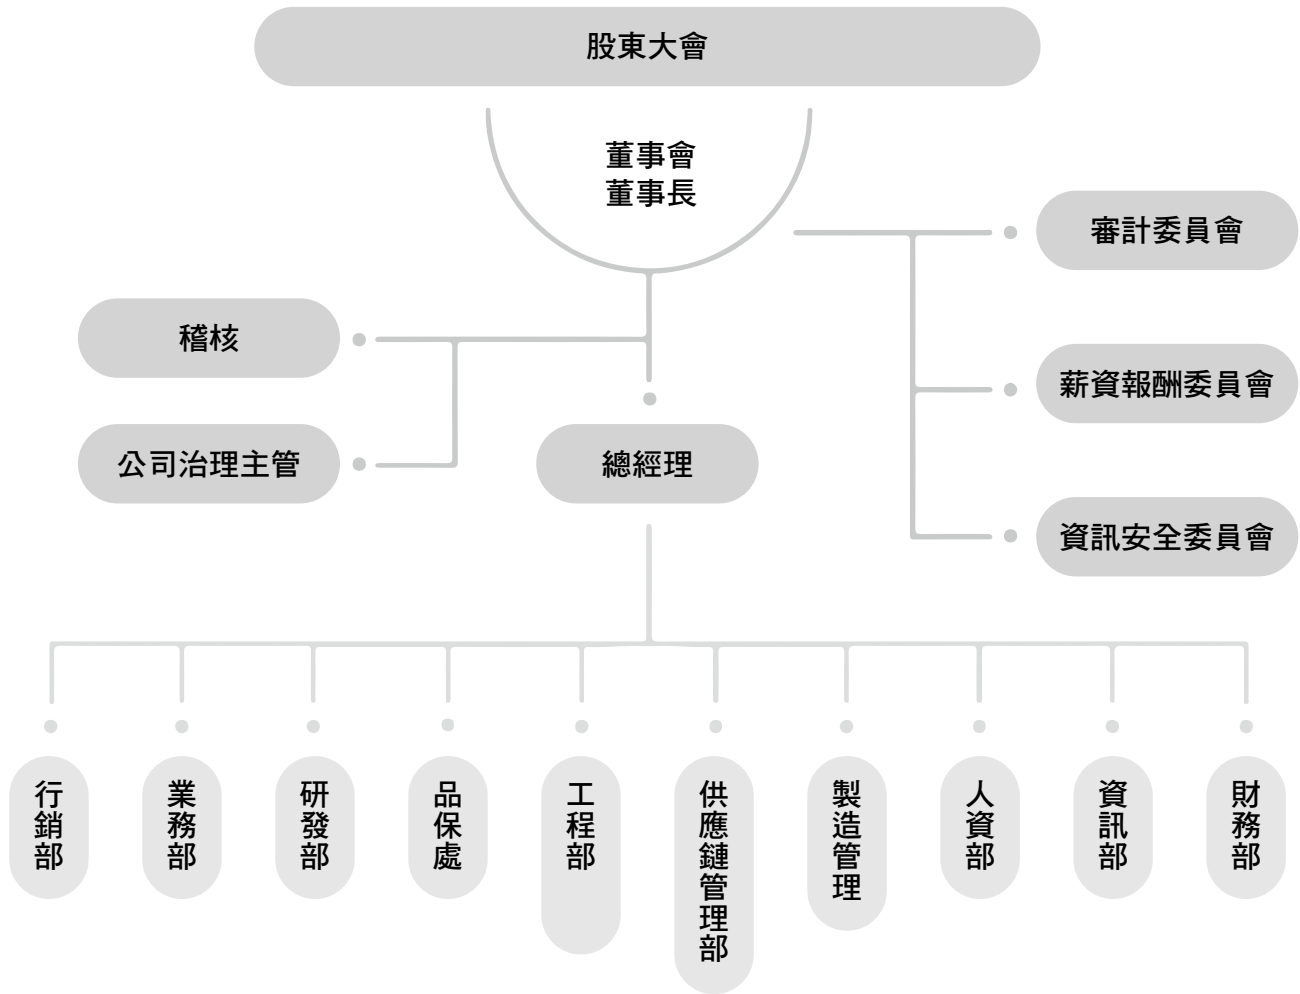 股東大會
董事會
董事長
審計委員會
稽核
薪資報酬委員會
公司治理主管
總經理
資訊安全委員會
行銷部
業務部
研發部
品保處
工程部
供應鏈管理部
製造管理
人資部
資訊部
財務部